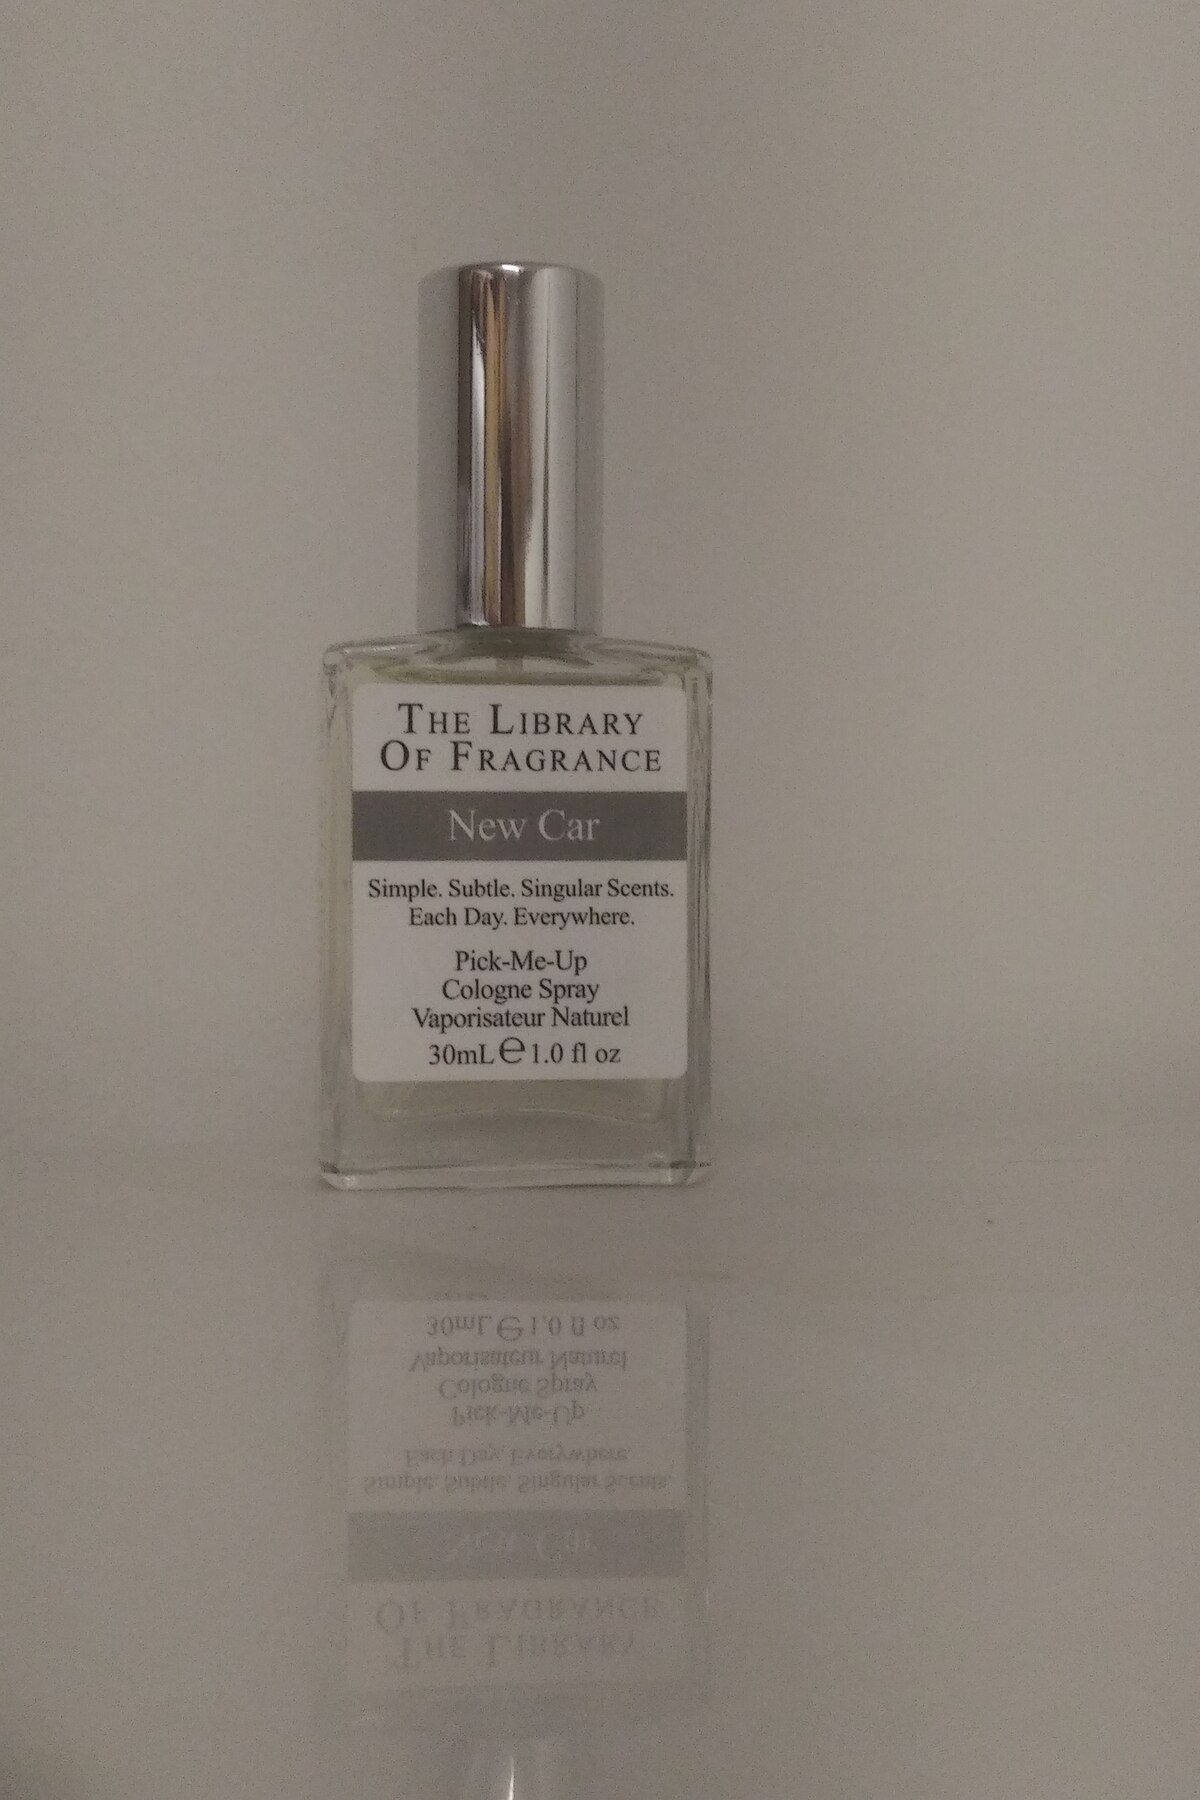 THE LIBRARY
OF FRAGRANCE
New Car
Simple. Subtle. Singular Scents.
Each Day. Everywhere.
Pick-Me-Up
Cologne Spray
Vaporisateur Naturel
30mL ℮ 1.0 fl oz